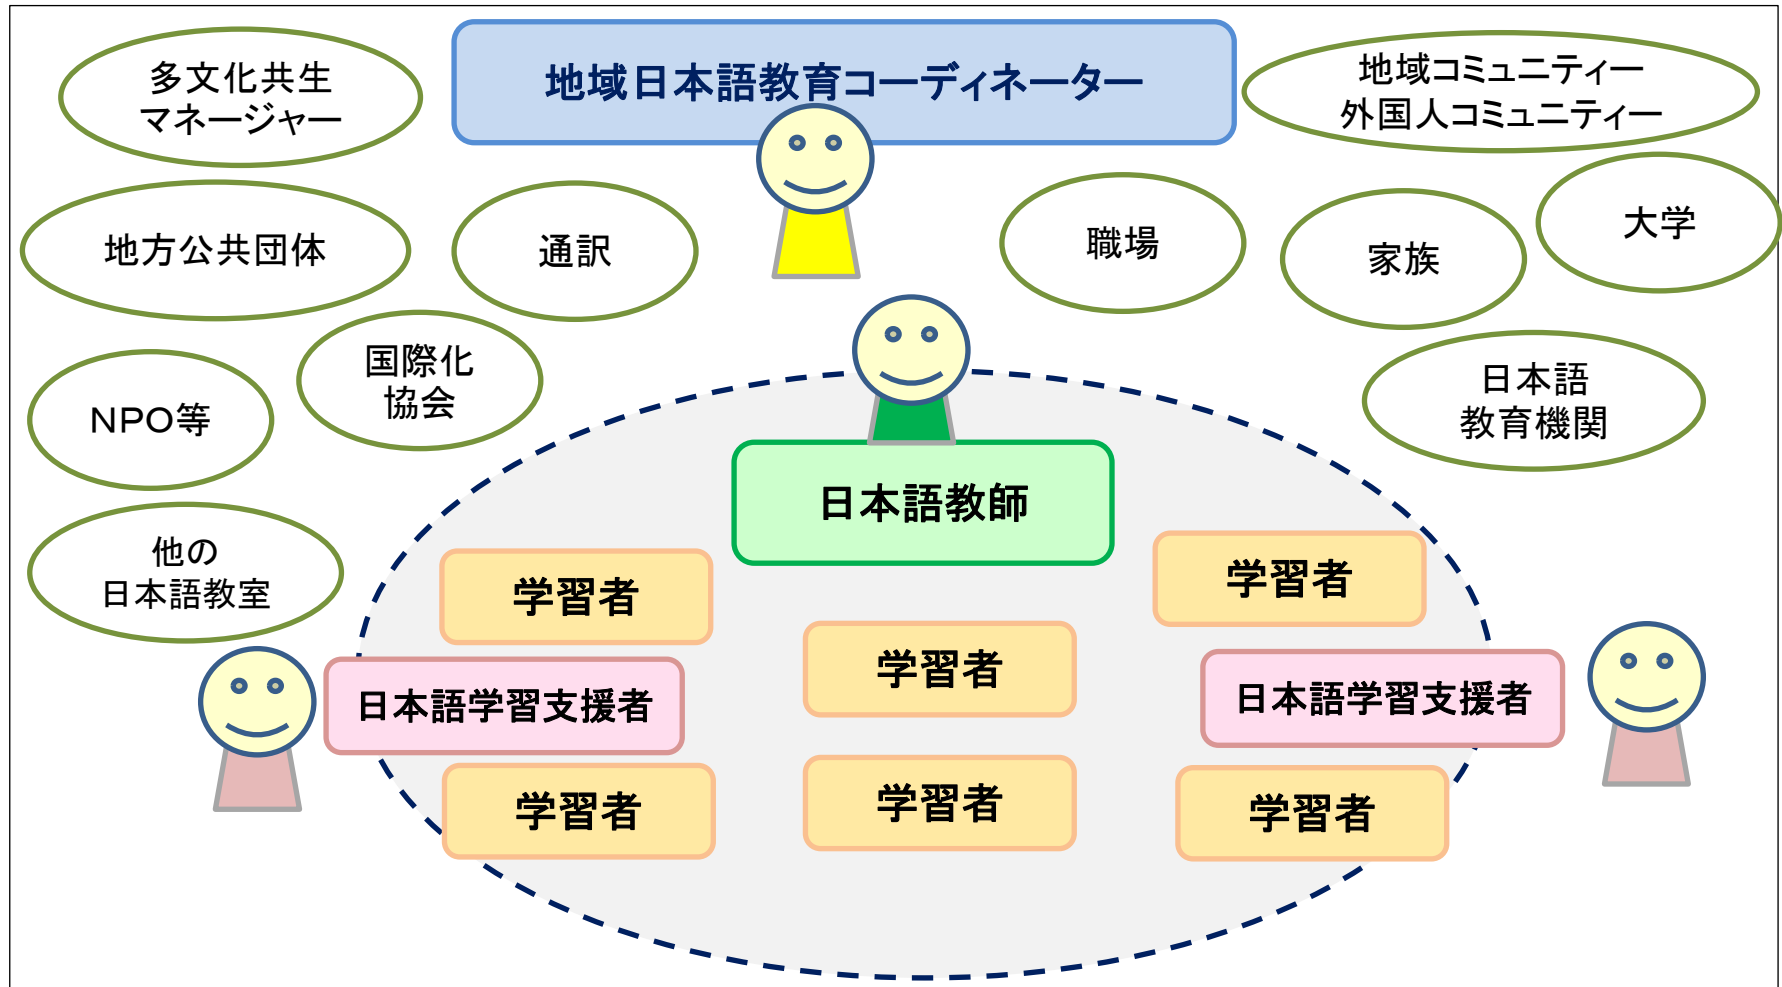 多文化共生
マネージャー
地域日本語教育コーディネーター
地域コミュニティー
外国人コミュニティー
地方公共団体
通訳
職場
家族
大学
国際化
協会
NPO等
日本語
教育機関
日本語教師
他の
日本語教室
学習者
学習者
学習者
日本語学習支援者
日本語学習支援者
学習者
学習者
学習者